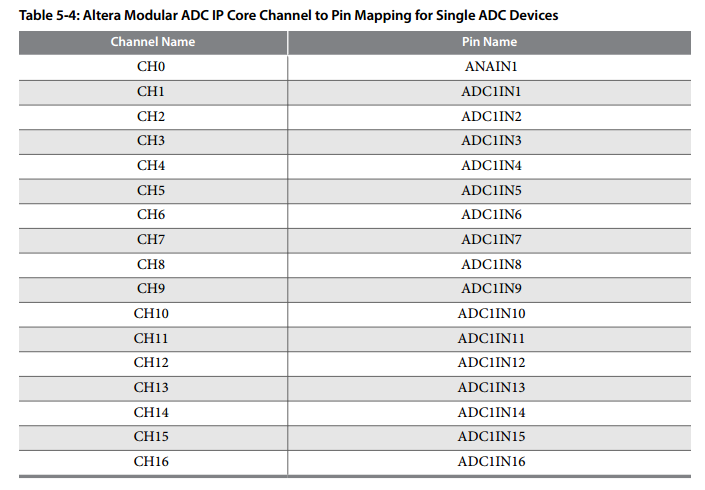 Table 5-4: Altera Modular ADC IP Core Channel to Pin Mapping for Single ADC Devices
Channel Name Pin Name
CH0 ANAIN1
CH1 ADC1IN1
CH2 ADC1IN2
CH3 ADC1IN3
CH4 ADC1IN4
CH5 ADC1IN5
CH6 ADC1IN6
CH7 ADC1IN7
CH8 ADC1IN8
CH9 ADC1IN9
CH10 ADC1IN10
CH11 ADC1IN11
CH12 ADC1IN12
CH13 ADC1IN13
CH14 ADC1IN14
CH15 ADC1IN15
CH16 ADC1IN16